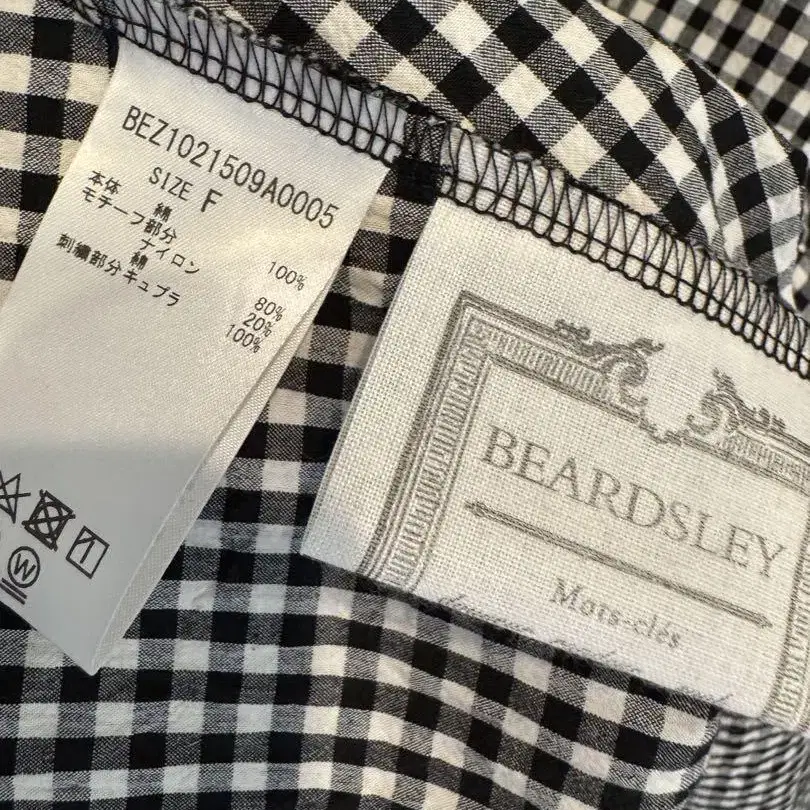 BEZ1021509A0005
SIZE F
本体 綿 100%
モチーフ部分
綿 80%
ナイロン 20%
刺繍部分キュプラ 100%
W
BEARDSLEY
Mots-clés